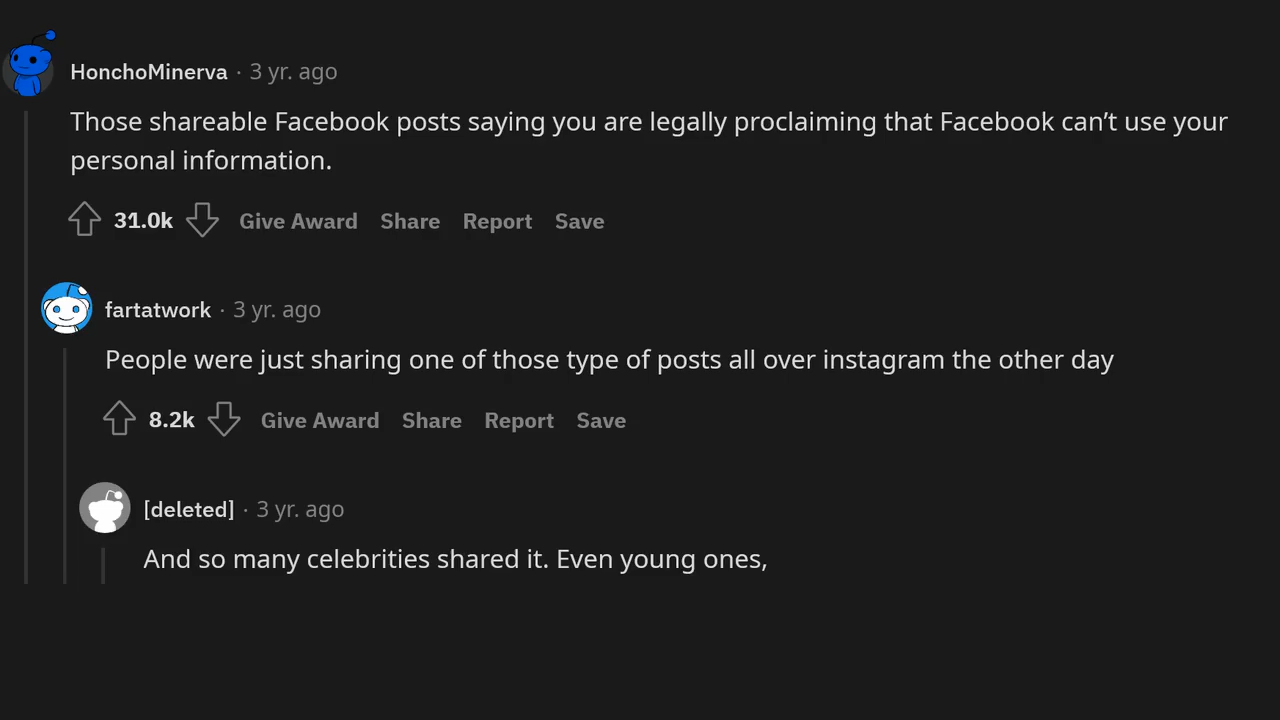 HonchoMinerva · 3 yr. ago
Those shareable Facebook posts saying you are legally proclaiming that Facebook can’t use your
personal information.
31.0k Give Award Share Report Save
fartatwork · 3 yr. ago
People were just sharing one of those type of posts all over instagram the other day
8.2k Give Award Share Report Save
[deleted] · 3 yr. ago
And so many celebrities shared it. Even young ones,